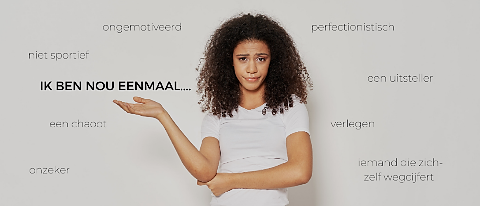 ongemotiveerd
perfectionistisch
niet sportief
een uitsteller
IK BEN NOU EENMAAL....
een chaoot
verlegen
iemand die zich-
zelf wegcijfert
onzeker